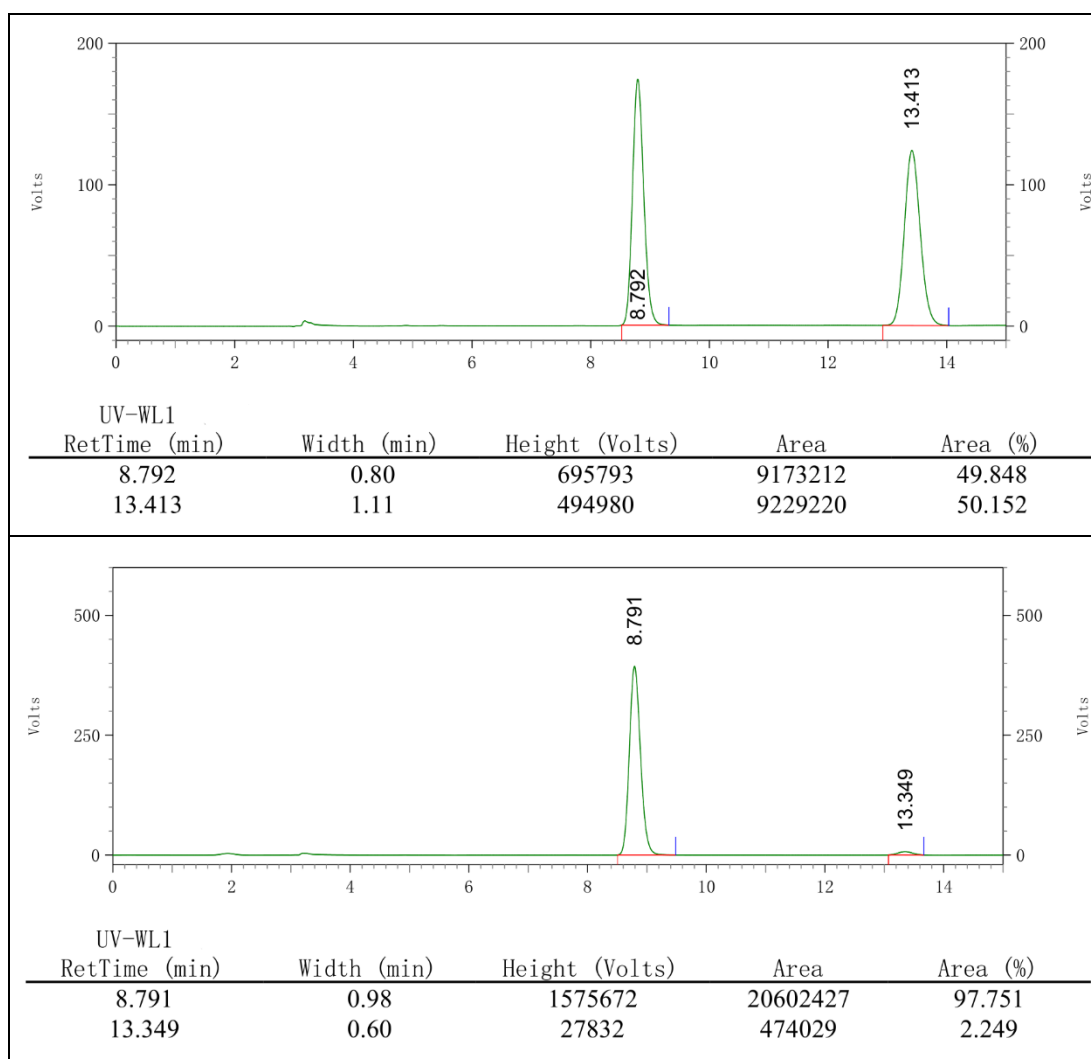 200 200
13.413
Volts Volts
100 100
8.792
0 0
0 2 4 6 8 10 12 14
UV-WL1
RetTime (min) Width (min) Height (Volts) Area Area (%)
8.792 0.80 695793 9173212 49.848
13.413 1.11 494980 9229220 50.152
500 500
8.791
Volts Volts
250 250
13.349
0 0
0 2 4 6 8 10 12 14
UV-WL1
RetTime (min) Width (min) Height (Volts) Area Area (%)
8.791 0.98 1575672 20602427 97.751
13.349 0.60 27832 474029 2.249